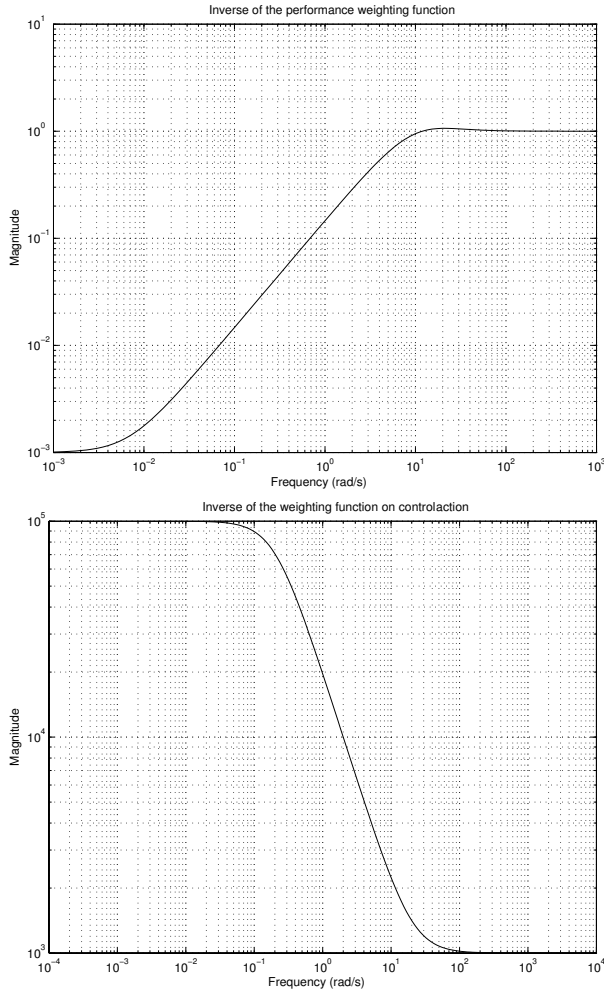 Inverse of the performance weighting function
10^1
10^0
10^-1
10^-2
10^-3
Magnitude
10^-3 10^-2 10^-1 10^0 10^1 10^2 10^3
Frequency (rad/s)
Inverse of the weighting function on controlaction
10^5
10^4
10^3
Magnitude
10^-4 10^-3 10^-2 10^-1 10^0 10^1 10^2 10^3 10^4
Frequency (rad/s)